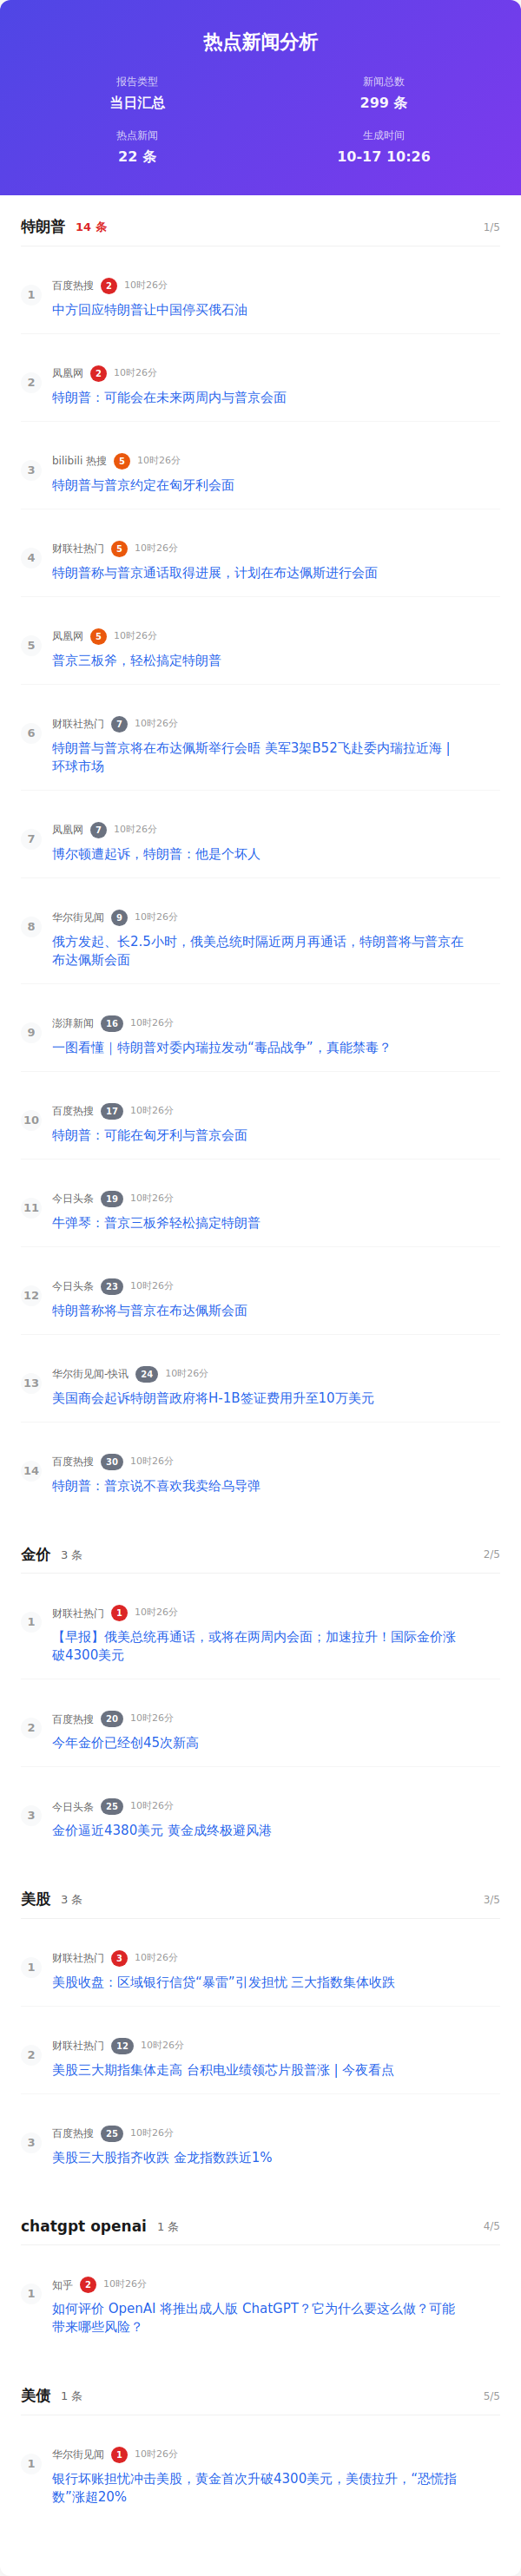 热点新闻分析
报告类型 新闻总数
当日汇总 299 条
热点新闻 生成时间
22 条 10-17 10:26
特朗普 14 条 1/5
1
百度热搜 2 10时26分
中方回应特朗普让中国停买俄石油
2
凤凰网 2 10时26分
特朗普：可能会在未来两周内与普京会面
3
bilibili 热搜 5 10时26分
特朗普与普京约定在匈牙利会面
4
财联社热门 5 10时26分
特朗普称与普京通话取得进展，计划在布达佩斯进行会面
5
凤凰网 5 10时26分
普京三板斧，轻松搞定特朗普
6
财联社热门 7 10时26分
特朗普与普京将在布达佩斯举行会晤 美军3架B52飞赴委内瑞拉近海 |
环球市场
7
凤凰网 7 10时26分
博尔顿遭起诉，特朗普：他是个坏人
8
华尔街见闻 9 10时26分
俄方发起、长2.5小时，俄美总统时隔近两月再通话，特朗普将与普京在
布达佩斯会面
9
澎湃新闻 16 10时26分
一图看懂｜特朗普对委内瑞拉发动“毒品战争”，真能禁毒？
10
百度热搜 17 10时26分
特朗普：可能在匈牙利与普京会面
11
今日头条 19 10时26分
牛弹琴：普京三板斧轻松搞定特朗普
12
今日头条 23 10时26分
特朗普称将与普京在布达佩斯会面
13
华尔街见闻-快讯 24 10时26分
美国商会起诉特朗普政府将H-1B签证费用升至10万美元
14
百度热搜 30 10时26分
特朗普：普京说不喜欢我卖给乌导弹
金价 3 条 2/5
1
财联社热门 1 10时26分
【早报】俄美总统再通话，或将在两周内会面；加速拉升！国际金价涨
破4300美元
2
百度热搜 20 10时26分
今年金价已经创45次新高
3
今日头条 25 10时26分
金价逼近4380美元 黄金成终极避风港
美股 3 条 3/5
1
财联社热门 3 10时26分
美股收盘：区域银行信贷“暴雷”引发担忧 三大指数集体收跌
2
财联社热门 12 10时26分
美股三大期指集体走高 台积电业绩领芯片股普涨 | 今夜看点
3
百度热搜 25 10时26分
美股三大股指齐收跌 金龙指数跌近1%
chatgpt openai 1 条 4/5
1
知乎 2 10时26分
如何评价 OpenAI 将推出成人版 ChatGPT？它为什么要这么做？可能
带来哪些风险？
美债 1 条 5/5
1
华尔街见闻 1 10时26分
银行坏账担忧冲击美股，黄金首次升破4300美元，美债拉升，“恐慌指
数”涨超20%